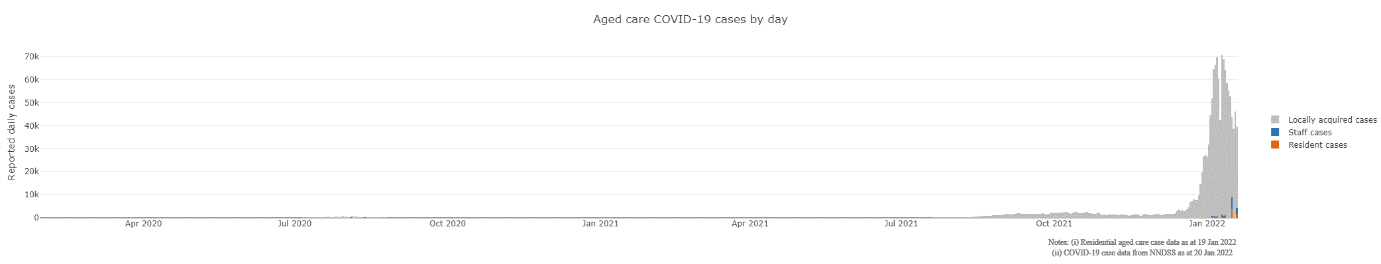 Aged care COVID-19 cases by day
Reported daily cases
70k
60k
50k
40k
30k
20k
10k
0
Apr 2020
Jul 2020
Oct 2020
Jan 2021
Apr 2021
Jul 2021
Oct 2021
Jan 2022
Locally acquired cases
Staff cases
Resident cases
Notes: (i) Residential aged care case data as at 19 Jan 2022
(ii) COVID-19 case data from NNDSS as at 20 Jan 2022